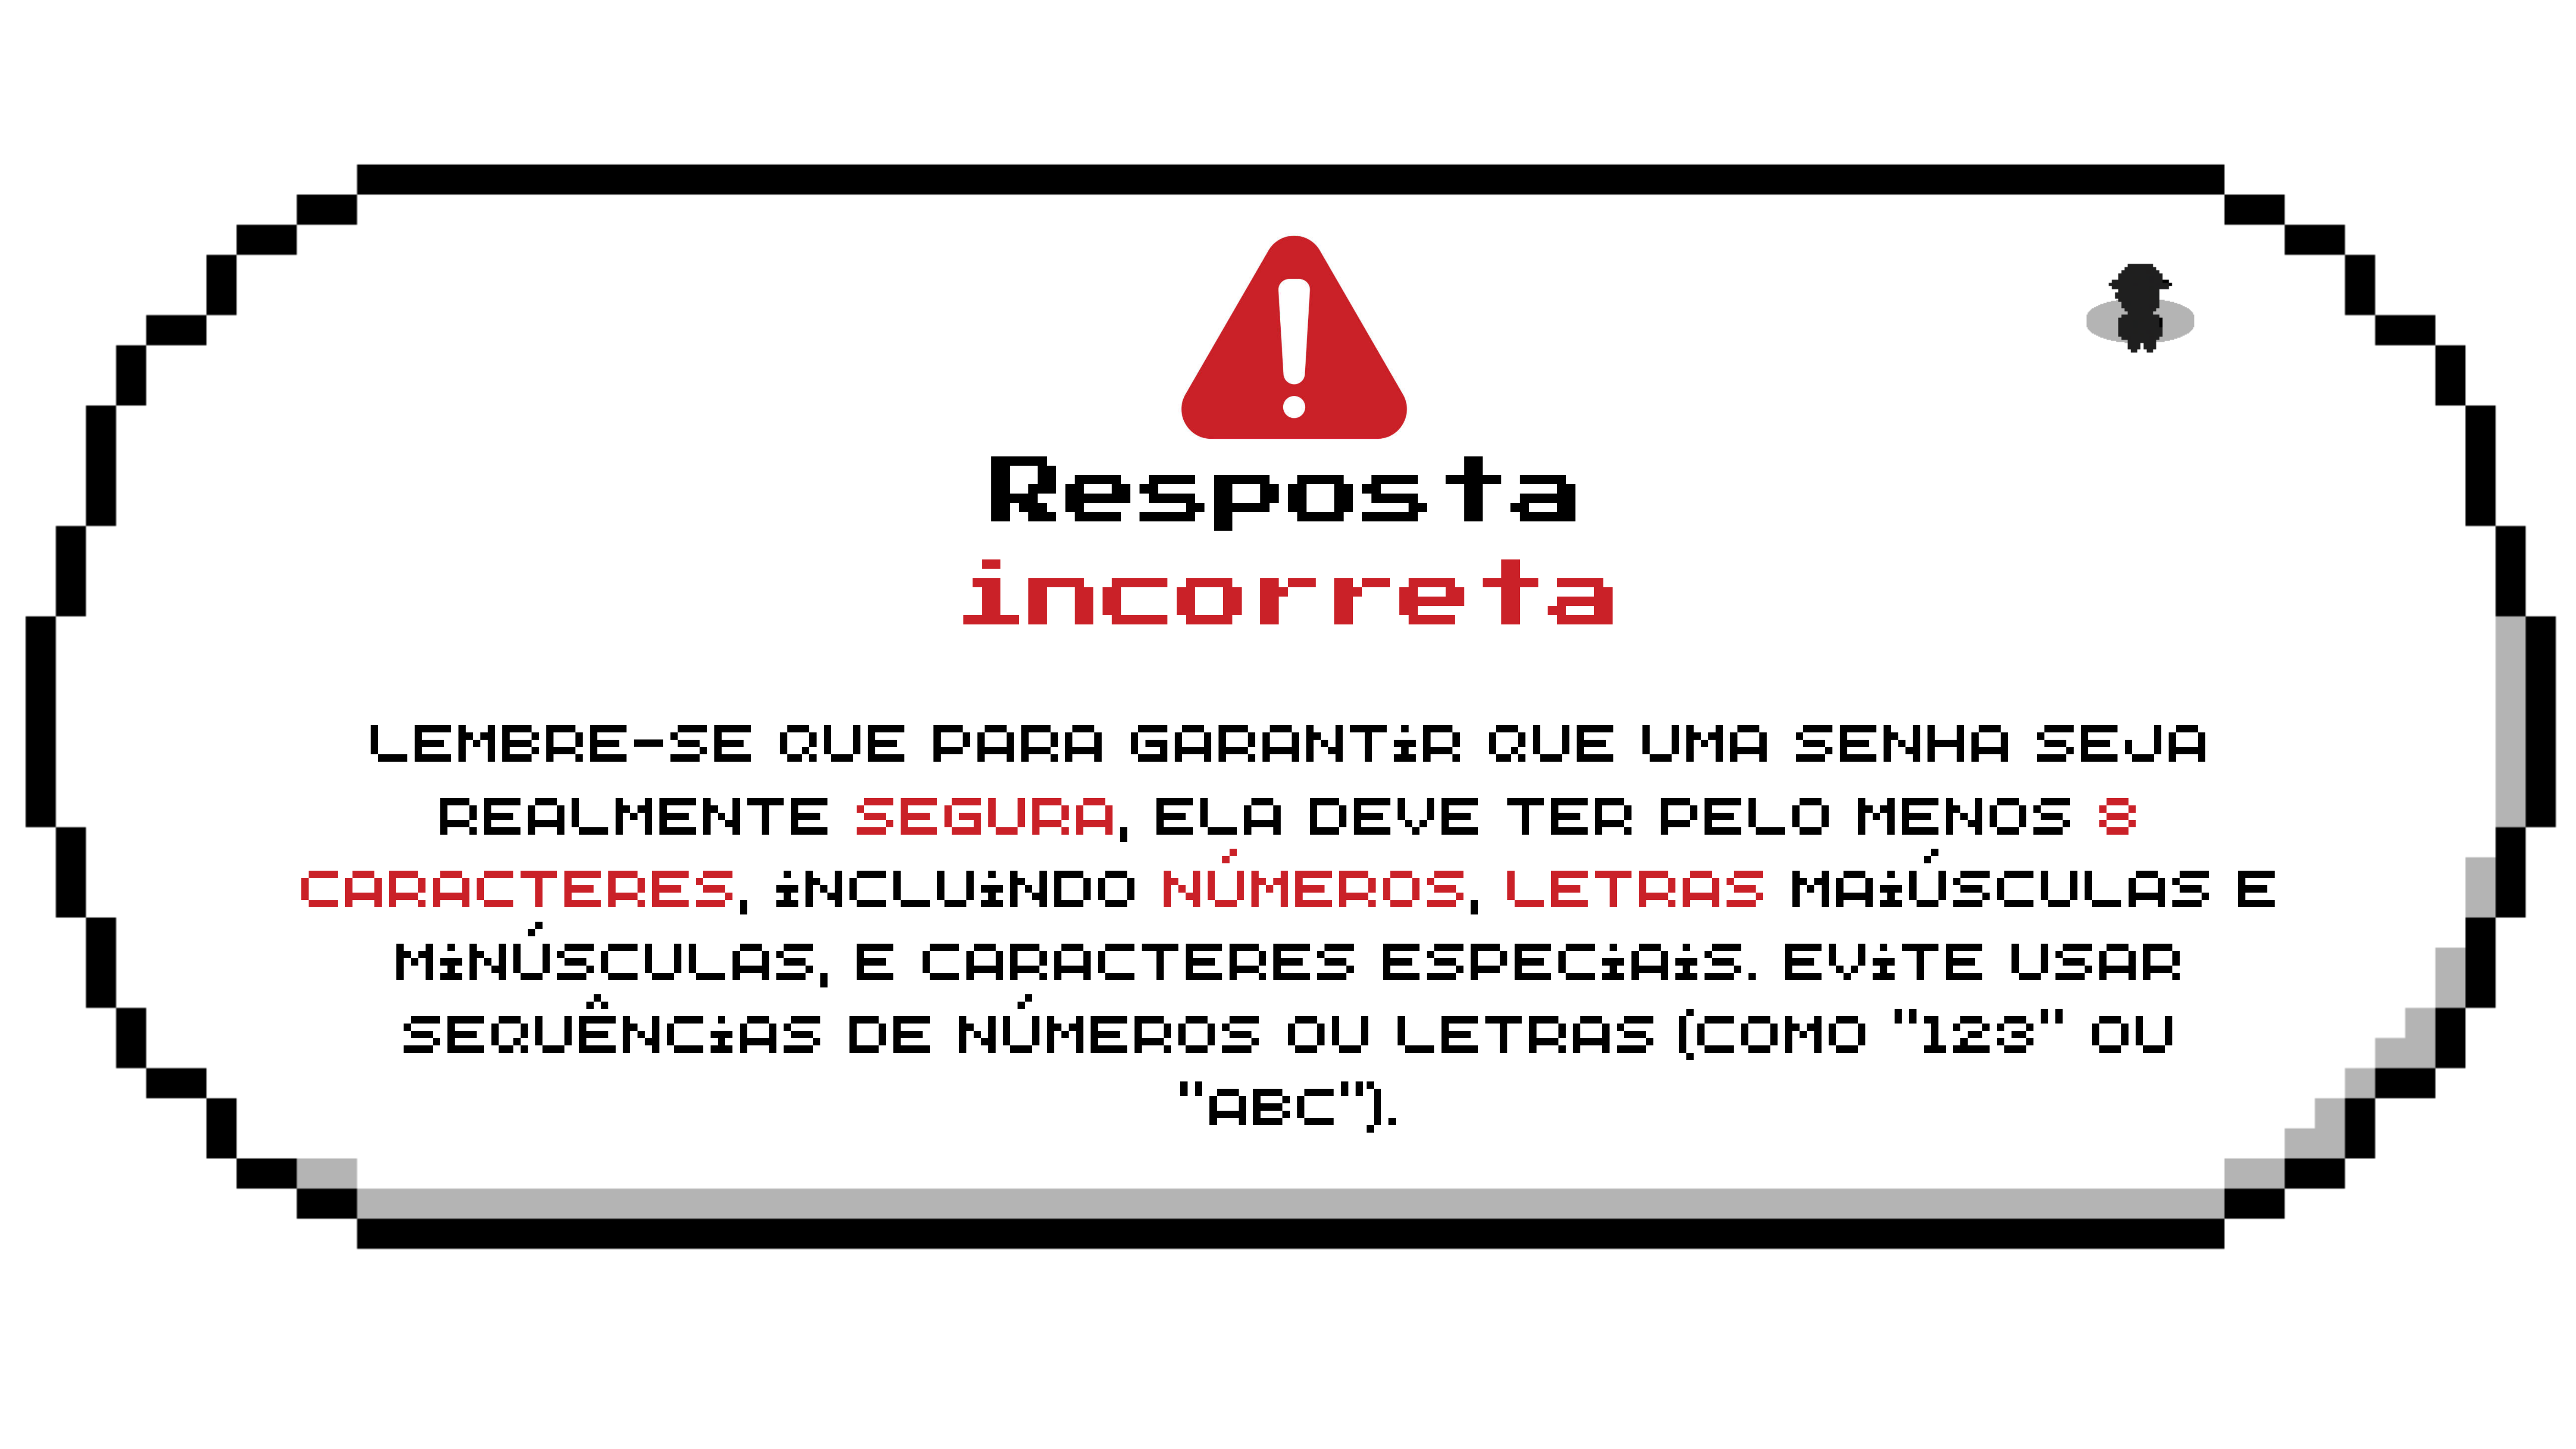 Resposta
incorreta
LEMBRE-SE QUE PARA GARANTiR QUE UMA SENHA SEJA
REALMENTE SEGURA, ELA DEVE TER PELO MENOS 8
CARACTERES, iNCLUiNDO NÚMEROS, LETRAS MAiÚSCULAS E
MiNÚSCULAS, E CARACTERES ESPECiAiS. EViTE USAR
SEQUÊNCiAS DE NÚMEROS OU LETRAS (COMO "123" OU
"ABC").